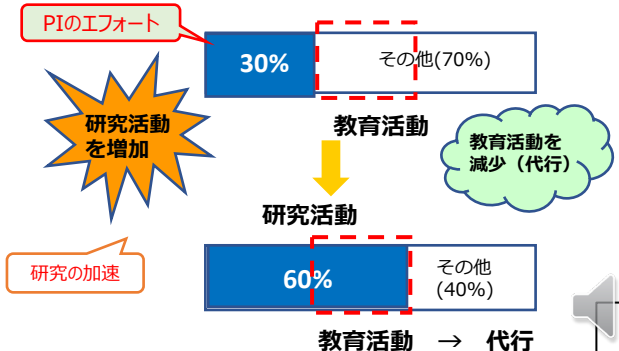 PIのエフォート
30%
その他(70%)
研究活動
を増加
教育活動
教育活動を
減少（代行）
研究活動
研究の加速
60%
その他
(40%)
教育活動 → 代行